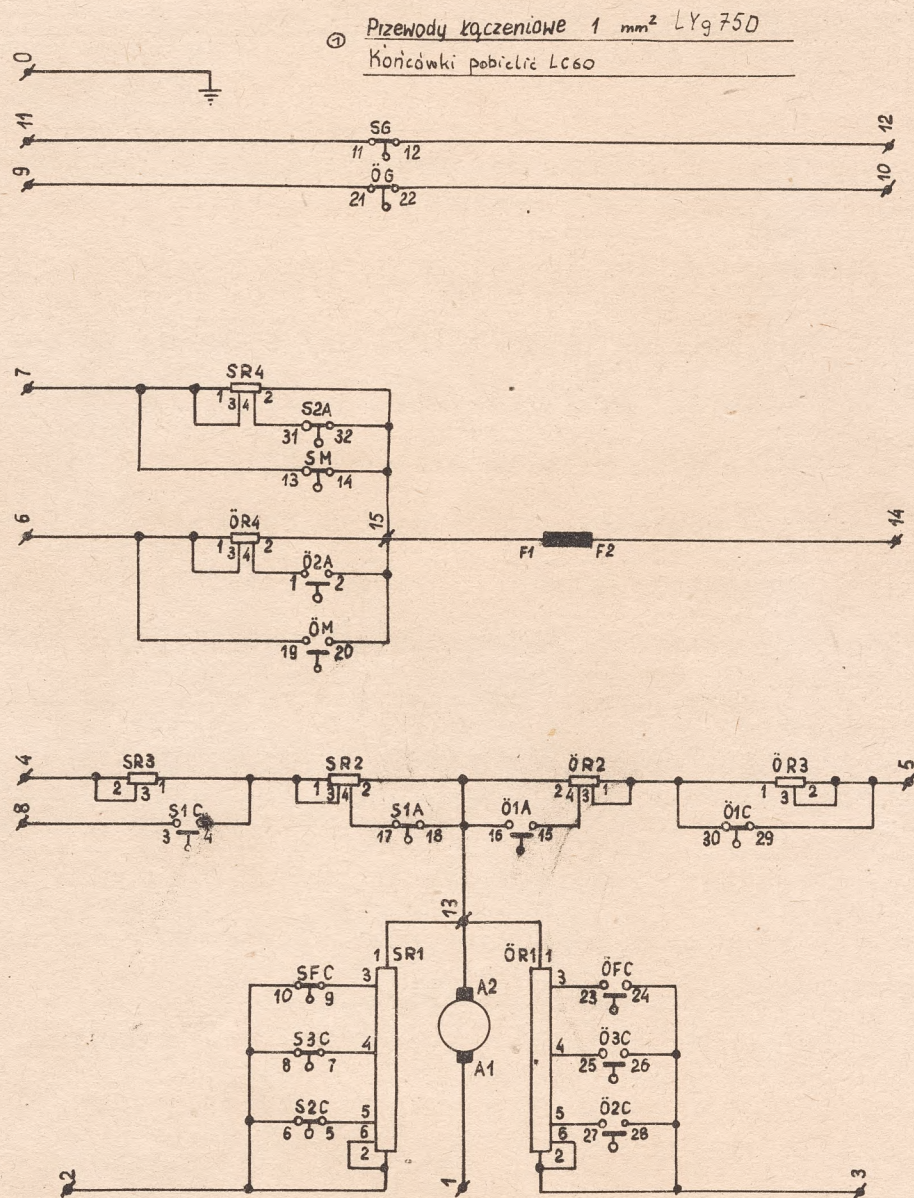 ① Przewody łączeniowe 1 mm² LYg 750
Końcówki pobielić LC60
0
11 SG 12
11 12
9 ÖG 10
21 22
7 SR4
1 3 4 2
S2A
31 32
SM
13 14
6 ÖR4 15 14
1 3 4 2 F1 F2
Ö2A
1 2
ÖM
19 20
4 SR3 SR2 ÖR2 ÖR3 5
2 3 1 1 3 4 2 2 4 3 1 1 3 2
8 S1C S1A Ö1A Ö1C
3 4 17 18 16 15 30 29
13
1 SR1 ÖR1 1
SFC 3 A2 3 ÖFC
10 9 23 24
S3C 4 4 Ö3C
8 7 A1 25 26
S2C 5 5 Ö2C
6 5 6 6 27 28
2 2
2 1 3